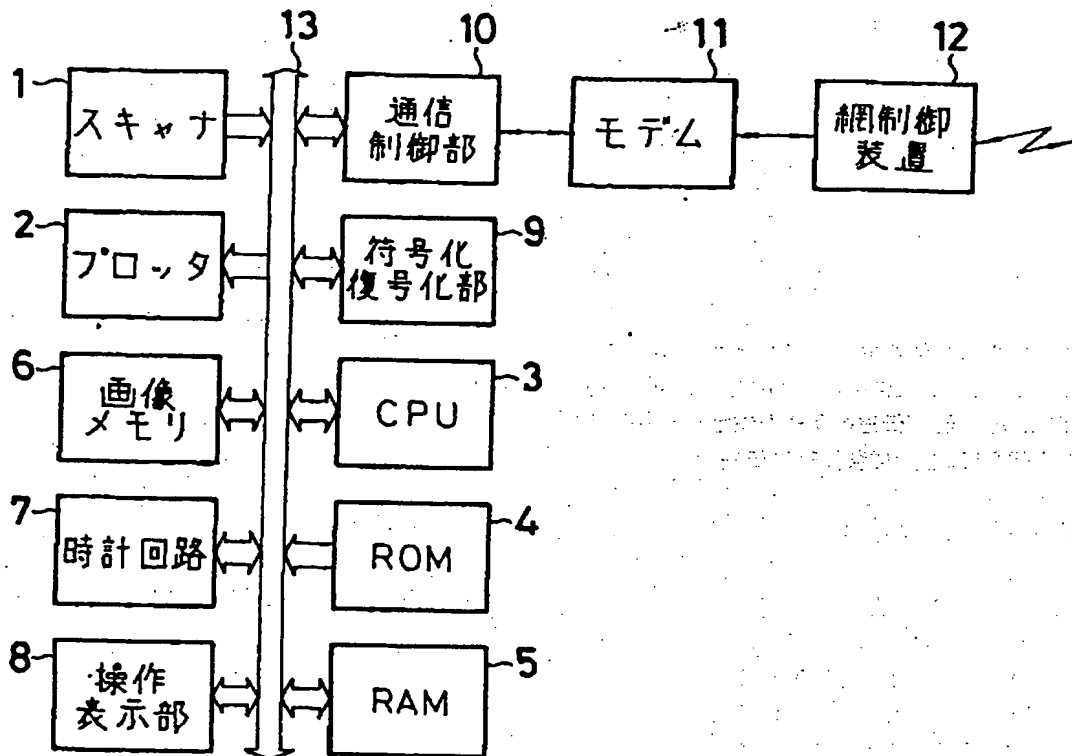 13
10
11
12
1
スキャナ
通信
制御部
モデム
網制御
装置
2
プロッタ
9
符号化
復号化部
6
画像
メモリ
3
CPU
7
時計回路
4
ROM
8
操作
表示部
5
RAM